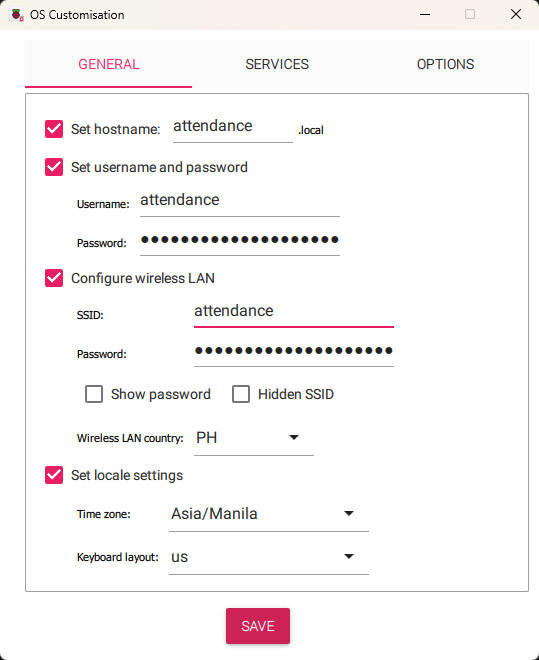 OS Customisation
GENERAL SERVICES OPTIONS
Set hostname: attendance .local
Set username and password
Username: attendance
Password: ●●●●●●●●●●●●●●●●●●●●
Configure wireless LAN
SSID: attendance
Password: ●●●●●●●●●●●●●●●●●●●●
Show password Hidden SSID
Wireless LAN country: PH
Set locale settings
Time zone: Asia/Manila
Keyboard layout: us
SAVE